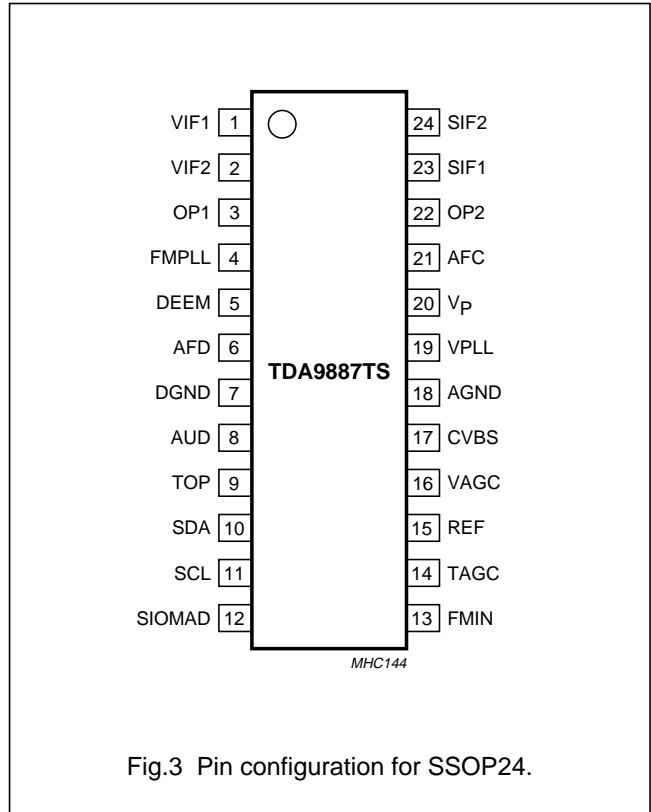 VIF1 1 24 SIF2
VIF2 2 23 SIF1
OP1 3 22 OP2
FMPLL 4 21 AFC
DEEM 5 20 VP
AFD 6 19 VPLL
TDA9887TS
DGND 7 18 AGND
AUD 8 17 CVBS
TOP 9 16 VAGC
SDA 10 15 REF
SCL 11 14 TAGC
SIOMAD 12 13 FMIN
MHC144
Fig.3 Pin configuration for SSOP24.